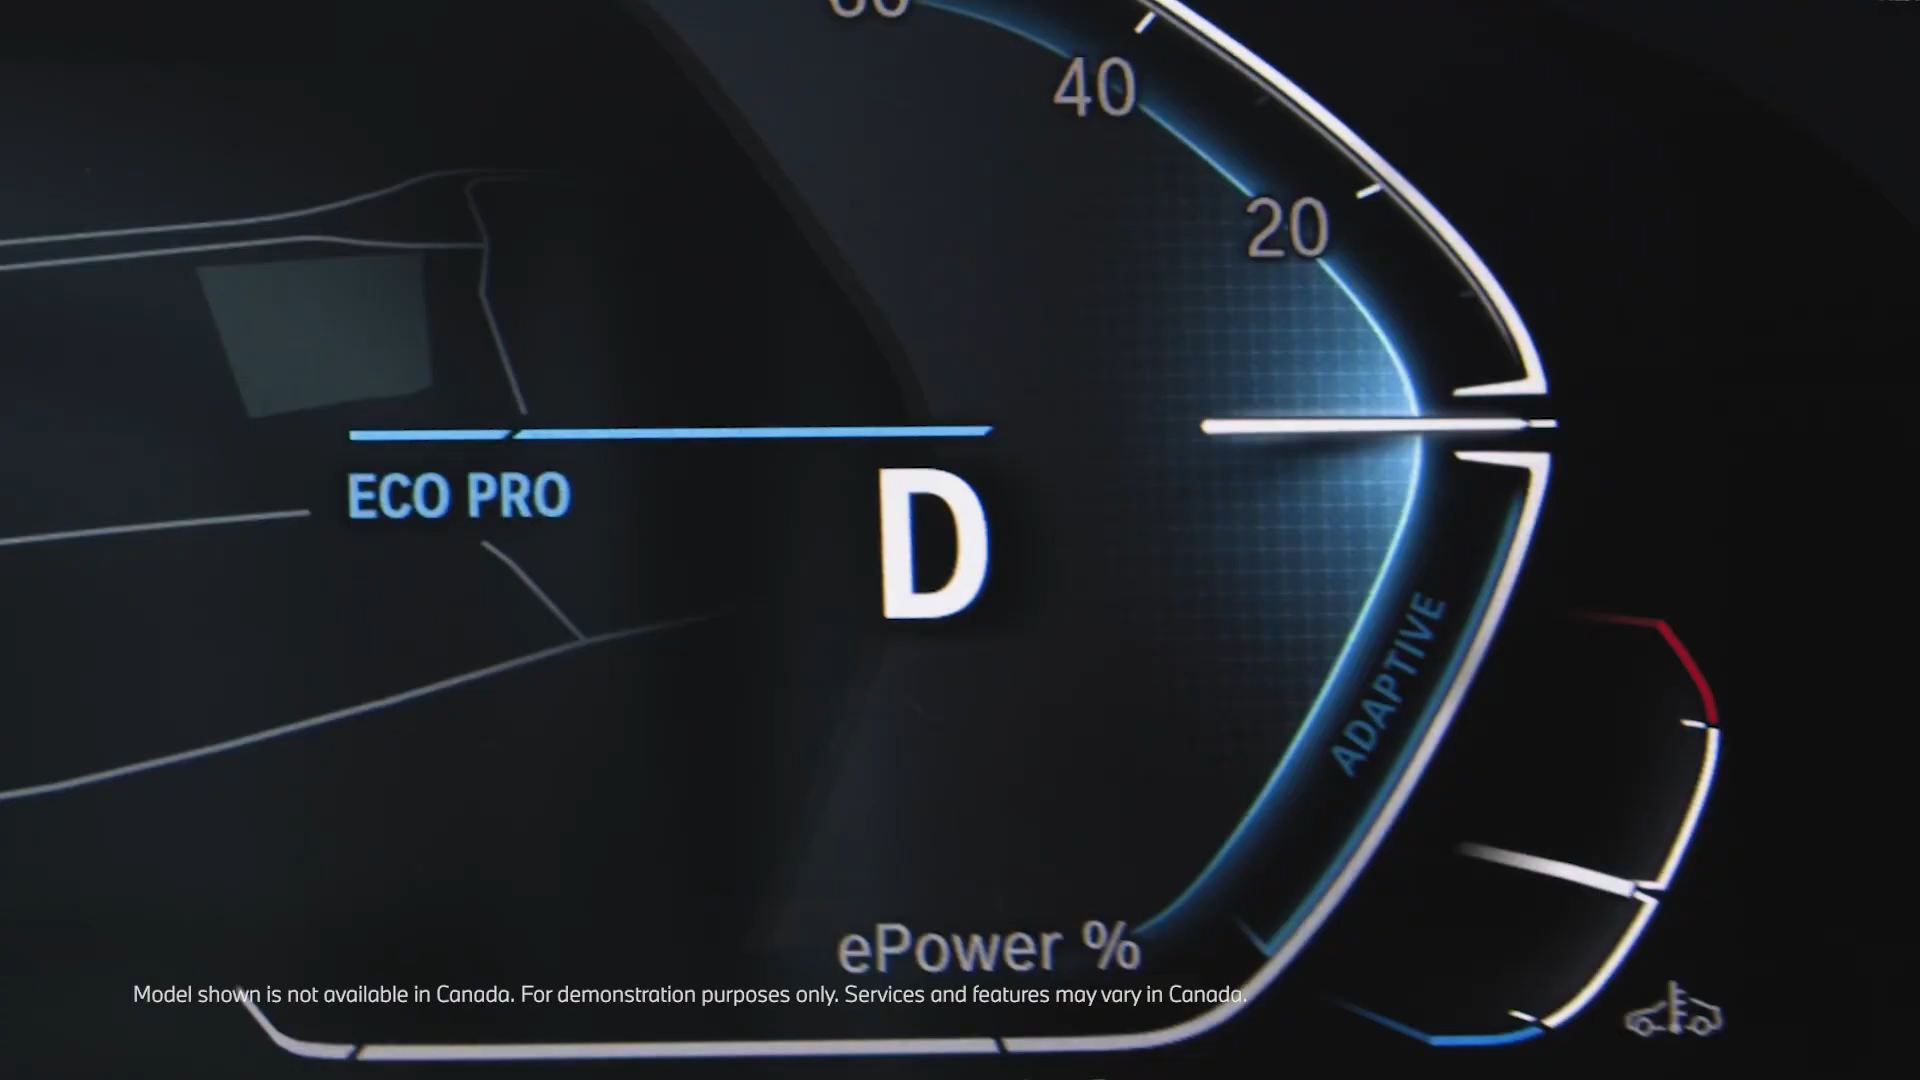 40
20
ECO PRO
D
ADAPTIVE
ePower %
Model shown is not available in Canada. For demonstration purposes only. Services and features may vary in Canada.